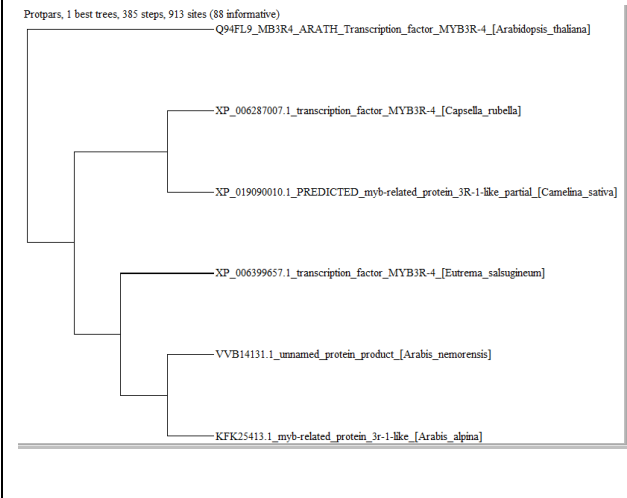 Protpars, 1 best trees, 385 steps, 913 sites (88 informative)
Q94FL9_MB3R4_ARATH_Transcription_factor_MYB3R-4_[Arabidopsis_thaliana]
XP_006287007.1_transcription_factor_MYB3R-4_[Capsella_rubella]
XP_019090010.1_PREDICTED_myb-related_protein_3R-1-like_partial_[Camelina_sativa]
XP_006399657.1_transcription_factor_MYB3R-4_[Eutrema_salsugineum]
VVB14131.1_unnamed_protein_product_[Arabis_nemorensis]
KFK25413.1_myb-related_protein_3r-1-like_[Arabis_alpina]